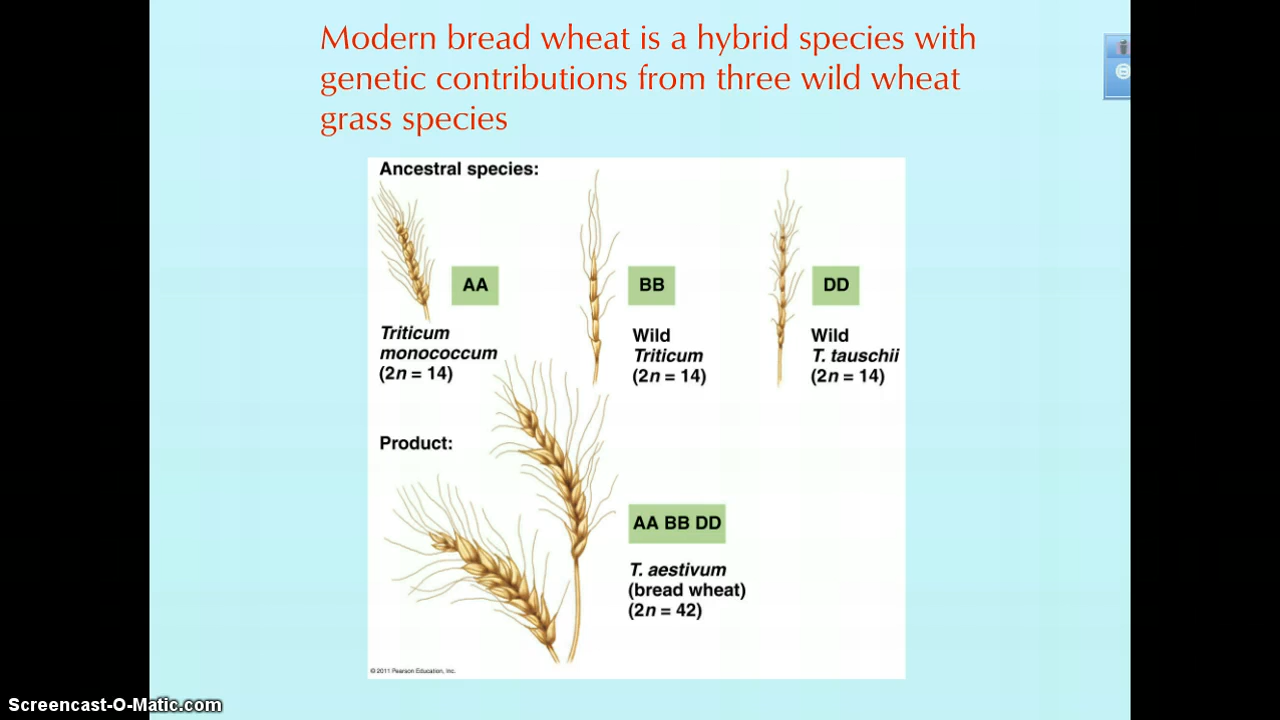 Modern bread wheat is a hybrid species with
genetic contributions from three wild wheat
grass species
Ancestral species:
AA
BB
DD
Triticum
monococcum
(2n = 14)
Wild
Triticum
(2n = 14)
Wild
T. tauschii
(2n = 14)
Product:
AA BB DD
T. aestivum
(bread wheat)
(2n = 42)
© 2011 Pearson Education, Inc.
Screencast-O-Matic.com